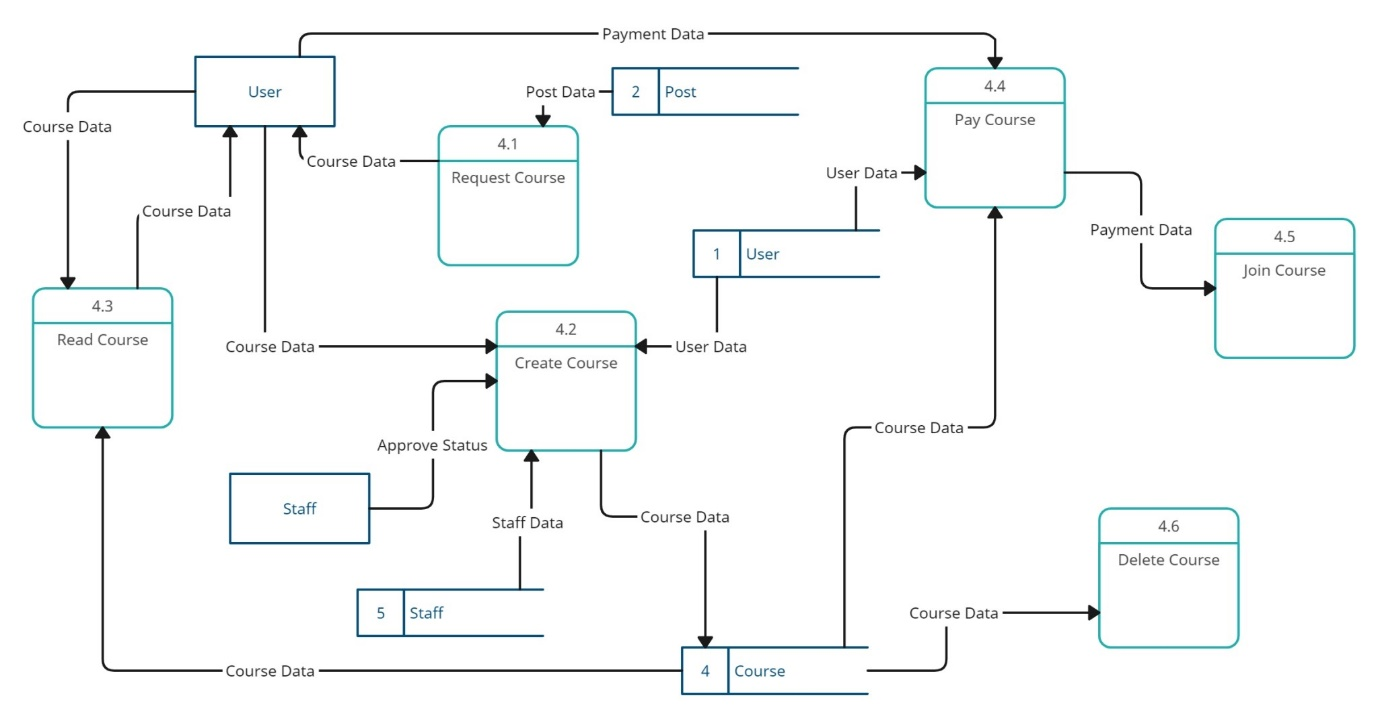 Payment Data
User
Post Data
2
Post
4.4
Pay Course
Course Data
4.1
Request Course
Course Data
User Data
Course Data
Payment Data
4.5
Join Course
1
User
4.3
Read Course
4.2
Create Course
Course Data
User Data
Approve Status
Course Data
Staff
Staff Data
Course Data
4.6
Delete Course
5
Staff
Course Data
Course Data
4
Course